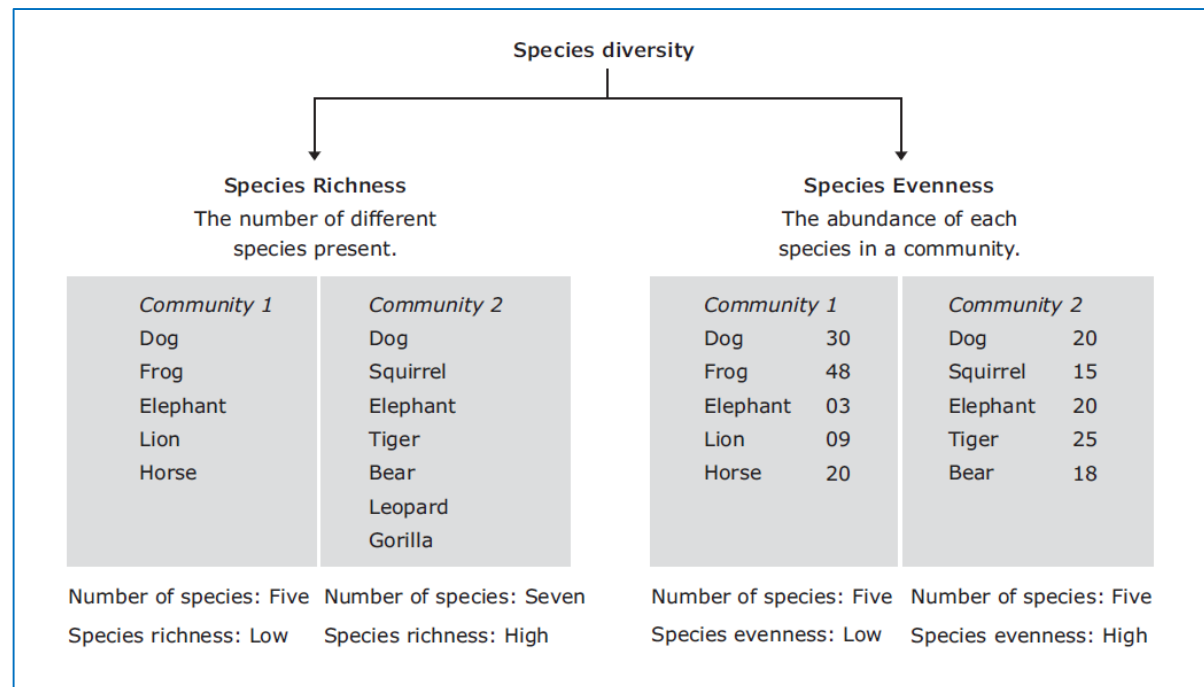 Species diversity
Species Richness
The number of different
species present.
Community 1
Dog
Frog
Elephant
Lion
Horse
Community 2
Dog
Squirrel
Elephant
Tiger
Bear
Leopard
Gorilla
Number of species: Five
Species richness: Low
Number of species: Seven
Species richness: High
Species Evenness
The abundance of each
species in a community.
Community 1
Dog 30
Frog 48
Elephant 03
Lion 09
Horse 20
Community 2
Dog 20
Squirrel 15
Elephant 20
Tiger 25
Bear 18
Number of species: Five
Species evenness: Low
Number of species: Five
Species evenness: High